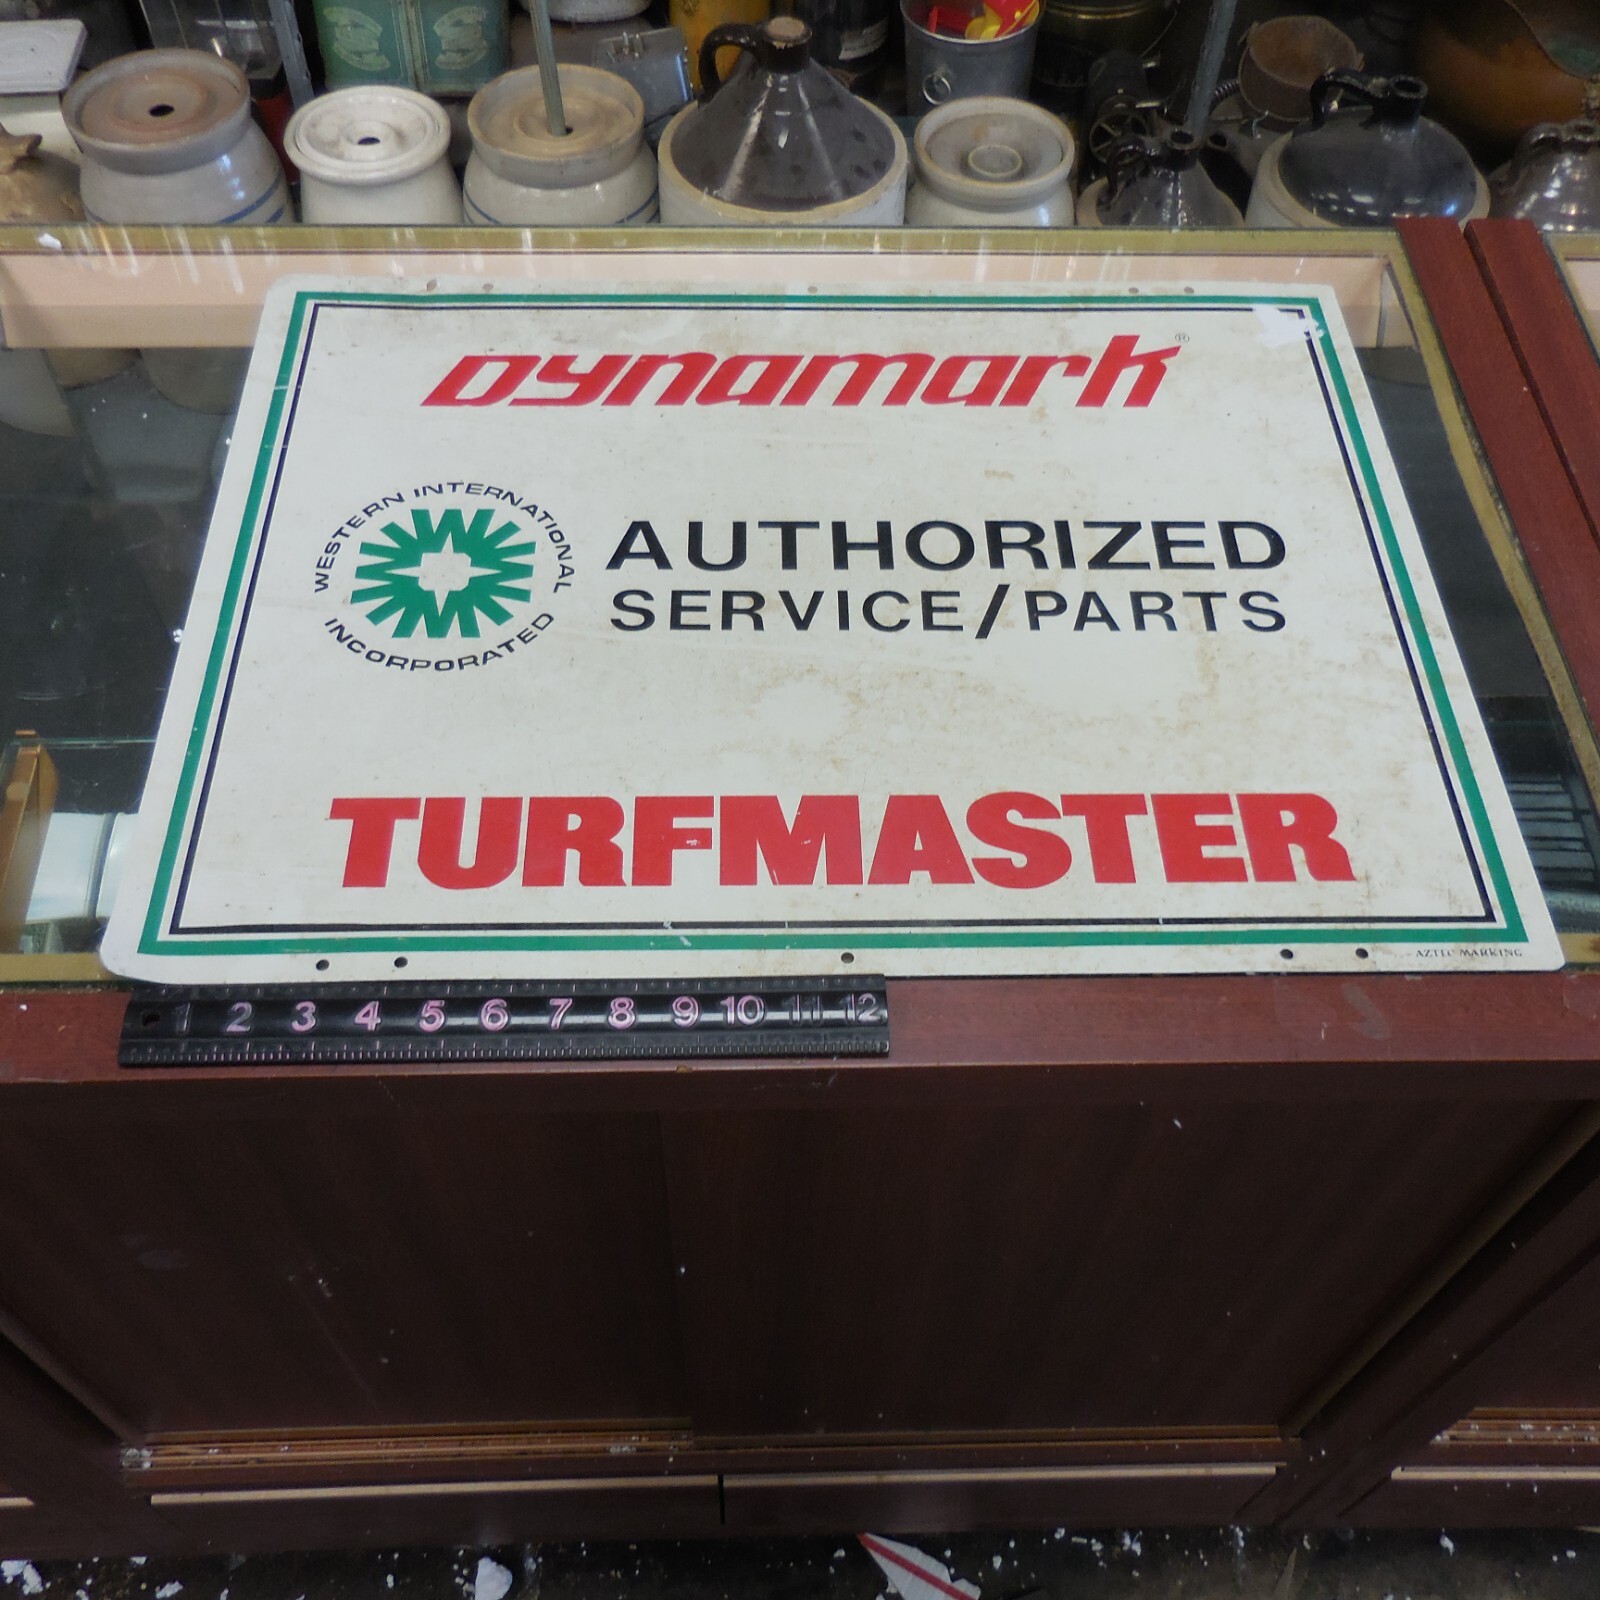 Dynamark®
WESTERN INTERNATIONAL
INCORPORATED
AUTHORIZED
SERVICE/PARTS
TURFMASTER
AZTEC MARKING
1 2 3 4 5 6 7 8 9 10 11 12